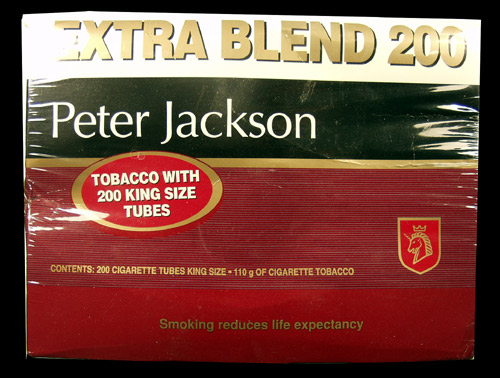 EXTRA BLEND 200
Peter Jackson
TOBACCO WITH
200 KING SIZE
TUBES
CONTENTS: 200 CIGARETTE TUBES KING SIZE • 110 g OF CIGARETTE TOBACCO
Smoking reduces life expectancy